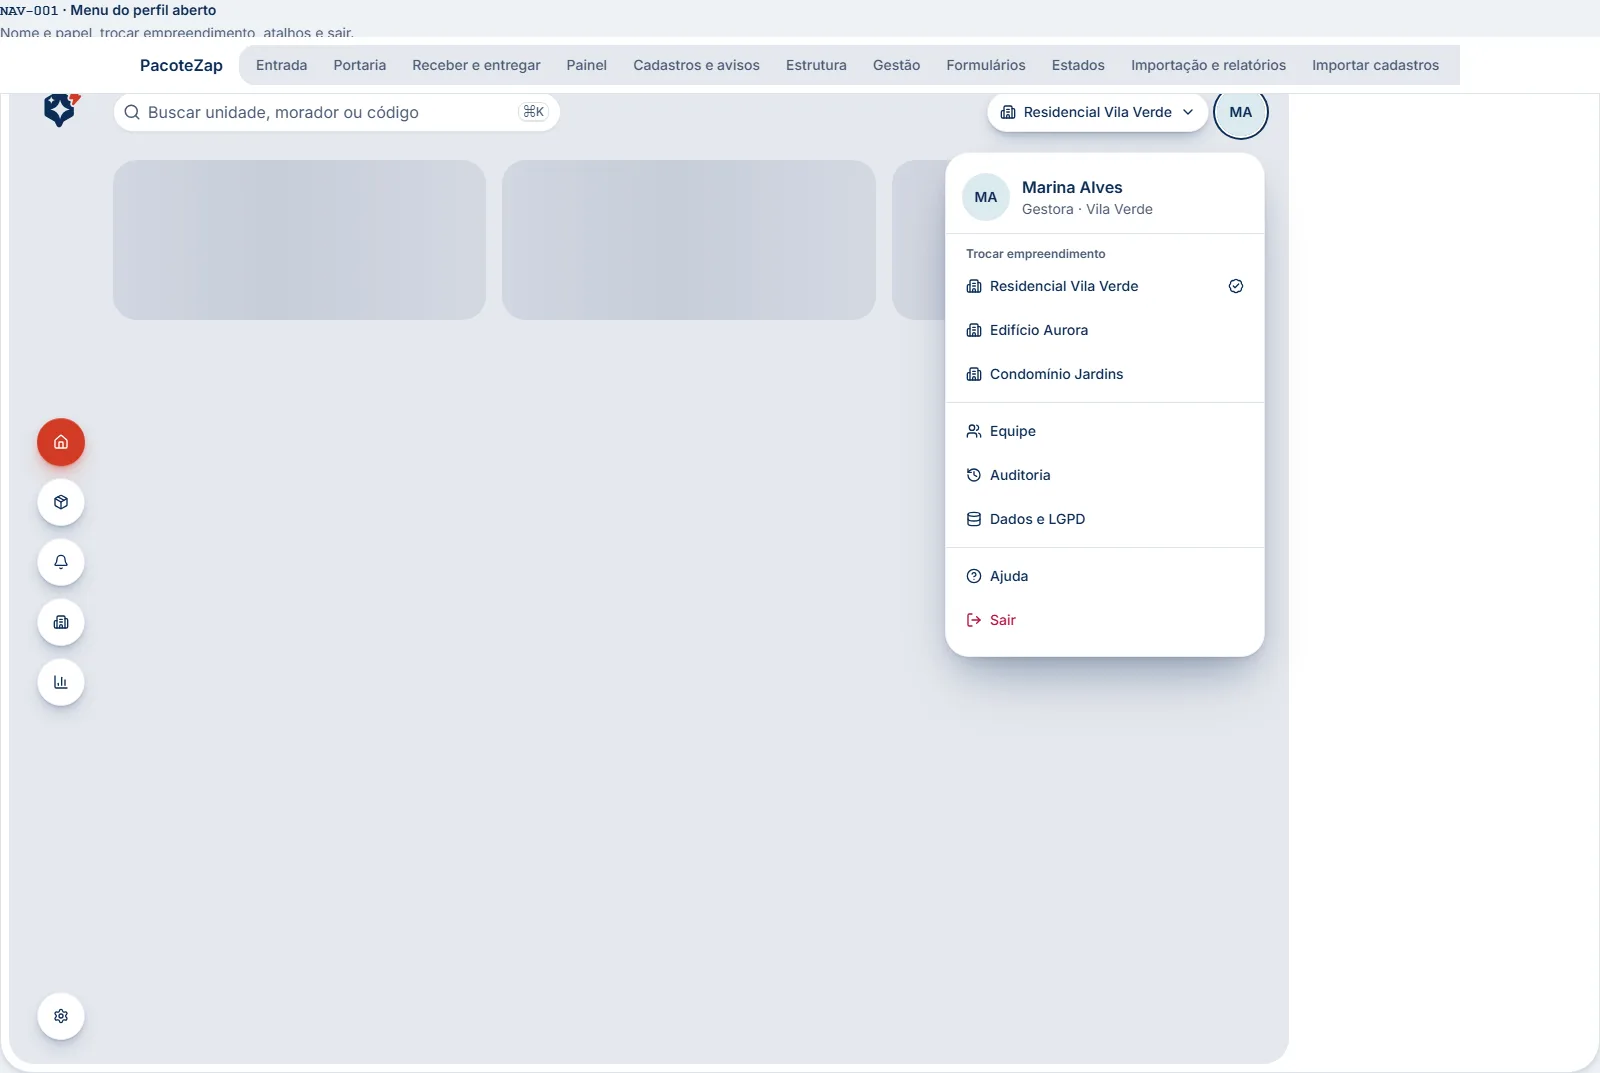 NAV-001 · Menu do perfil aberto
Nome e papel, trocar empreendimento, atalhos e sair.
PacoteZap Entrada Portaria Receber e entregar Painel Cadastros e avisos Estrutura Gestão Formulários Estados Importação e relatórios Importar cadastros
Buscar unidade, morador ou código ⌘K Residencial Vila Verde MA
MA Marina Alves
Gestora · Vila Verde
Trocar empreendimento
Residencial Vila Verde
Edifício Aurora
Condomínio Jardins
Equipe
Auditoria
Dados e LGPD
Ajuda
Sair